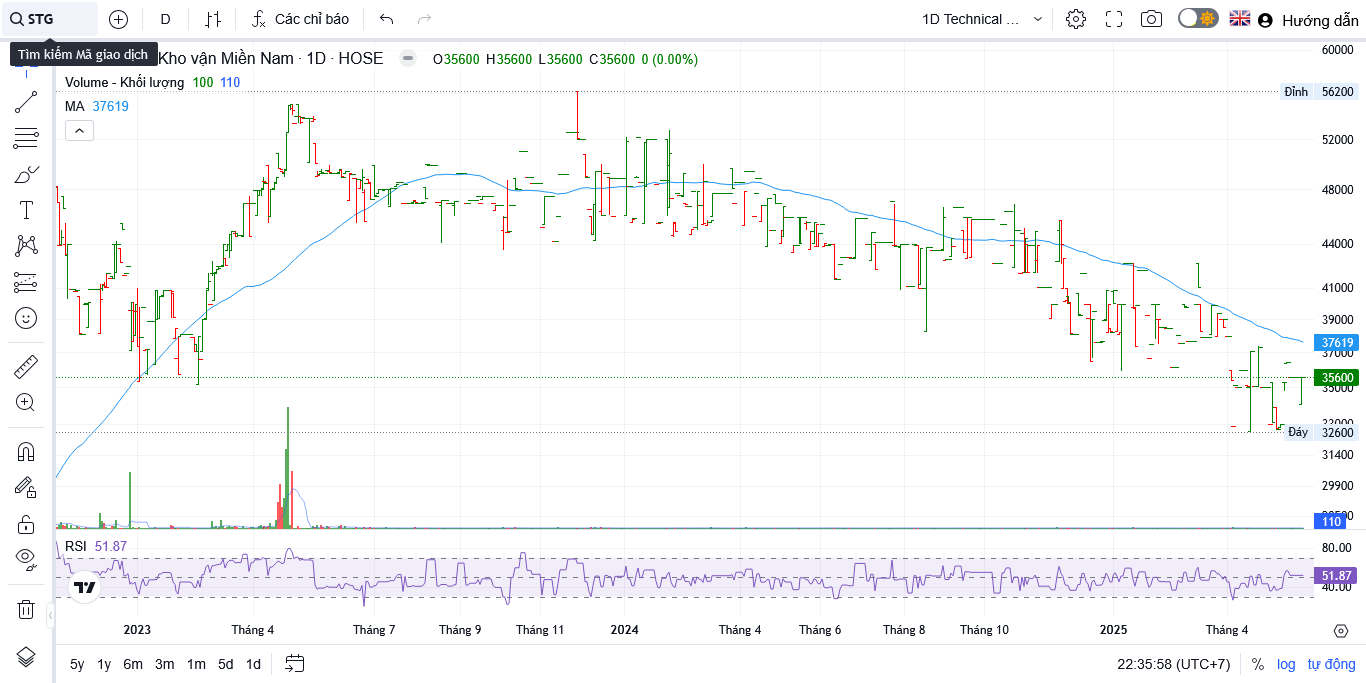 STG
D
Các chỉ báo
1D Technical ...
Hướng dẫn
Tìm kiếm Mã giao dịch
Kho vận Miền Nam · 1D · HOSE
O35600 H35600 L35600 C35600 0 (0.00%)
Volume - Khối lượng 100 110
MA 37619
60000
Đỉnh 56200
52000
48000
44000
41000
39000
37619
37000
35600
35000
33000
Đáy 32600
31400
29900
28500
110
RSI 51.87
80.00
51.87
40.00
2023 Tháng 4 Tháng 7 Tháng 9 Tháng 11 2024 Tháng 4 Tháng 6 Tháng 8 Tháng 10 2025 Tháng 4
5y 1y 6m 3m 1m 5d 1d
22:35:58 (UTC+7) % log tự động